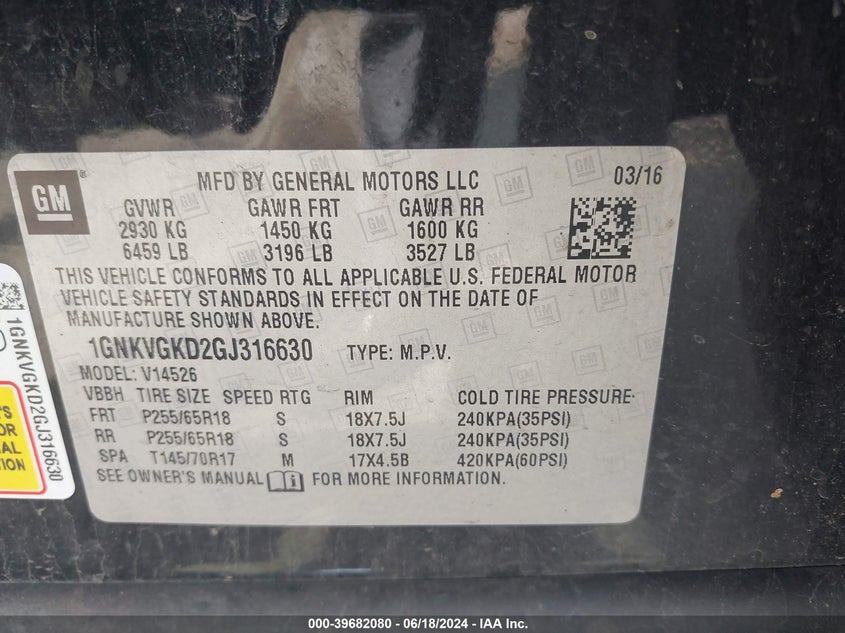 GM ®
MFD BY GENERAL MOTORS LLC 03/16
GVWR GAWR FRT GAWR RR
2930 KG 1450 KG 1600 KG
6459 LB 3196 LB 3527 LB
THIS VEHICLE CONFORMS TO ALL APPLICABLE U.S. FEDERAL MOTOR
VEHICLE SAFETY STANDARDS IN EFFECT ON THE DATE OF
MANUFACTURE SHOWN ABOVE.
1GNKVGKD2GJ316630 TYPE: M.P.V.
MODEL: V14526
VBBH TIRE SIZE SPEED RTG RIM COLD TIRE PRESSURE
FRT P255/65R18 S 18X7.5J 240KPA(35PSI)
RR P255/65R18 S 18X7.5J 240KPA(35PSI)
SPA T145/70R17 M 17X4.5B 420KPA(60PSI)
SEE OWNER'S MANUAL FOR MORE INFORMATION.
1GNKVGKD2GJ316630
000-39682080 - 06/18/2024 - IAA Inc.